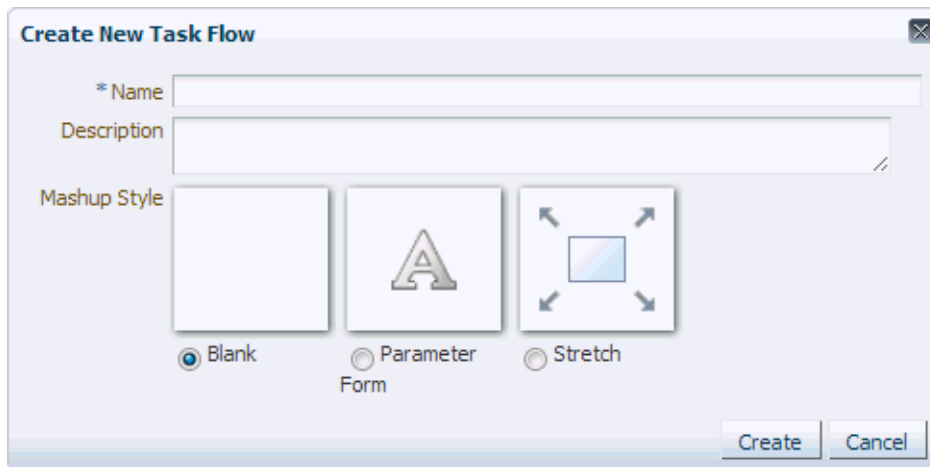 Create New Task Flow
* Name
Description
Mashup Style
A
Blank
Parameter
Form
Stretch
Create
Cancel